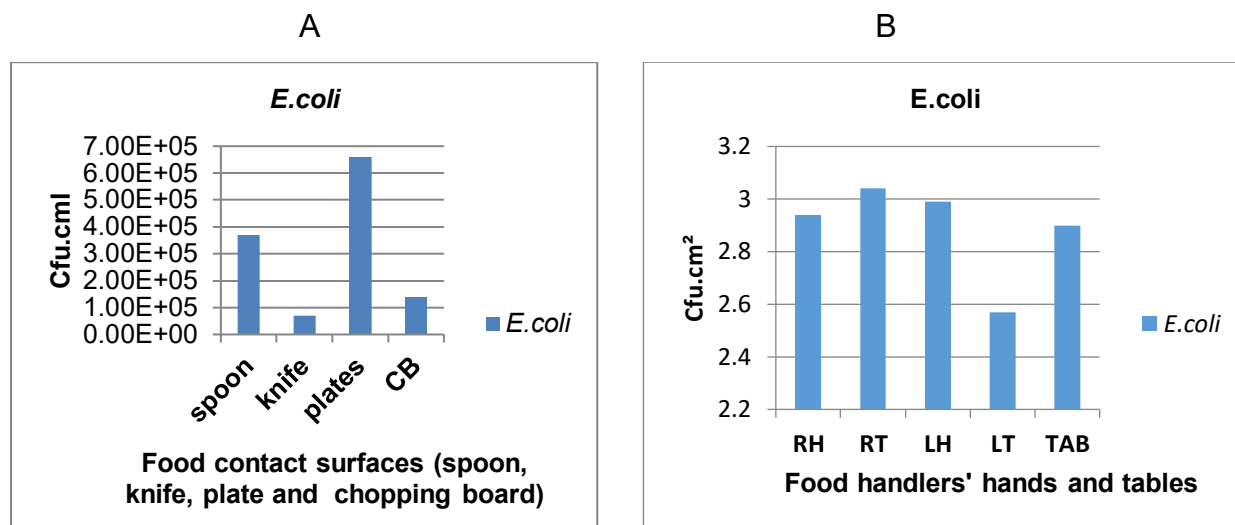 A
E.coli
7.00E+05
6.00E+05
5.00E+05
4.00E+05
3.00E+05
2.00E+05
1.00E+05
0.00E+00
Cfu.cml
spoon
knife
plates
CB
E.coli
Food contact surfaces (spoon,
knife, plate and chopping board)
B
E.coli
3.2
3
2.8
2.6
2.4
2.2
Cfu.cm²
RH RT LH LT TAB
E.coli
Food handlers' hands and tables